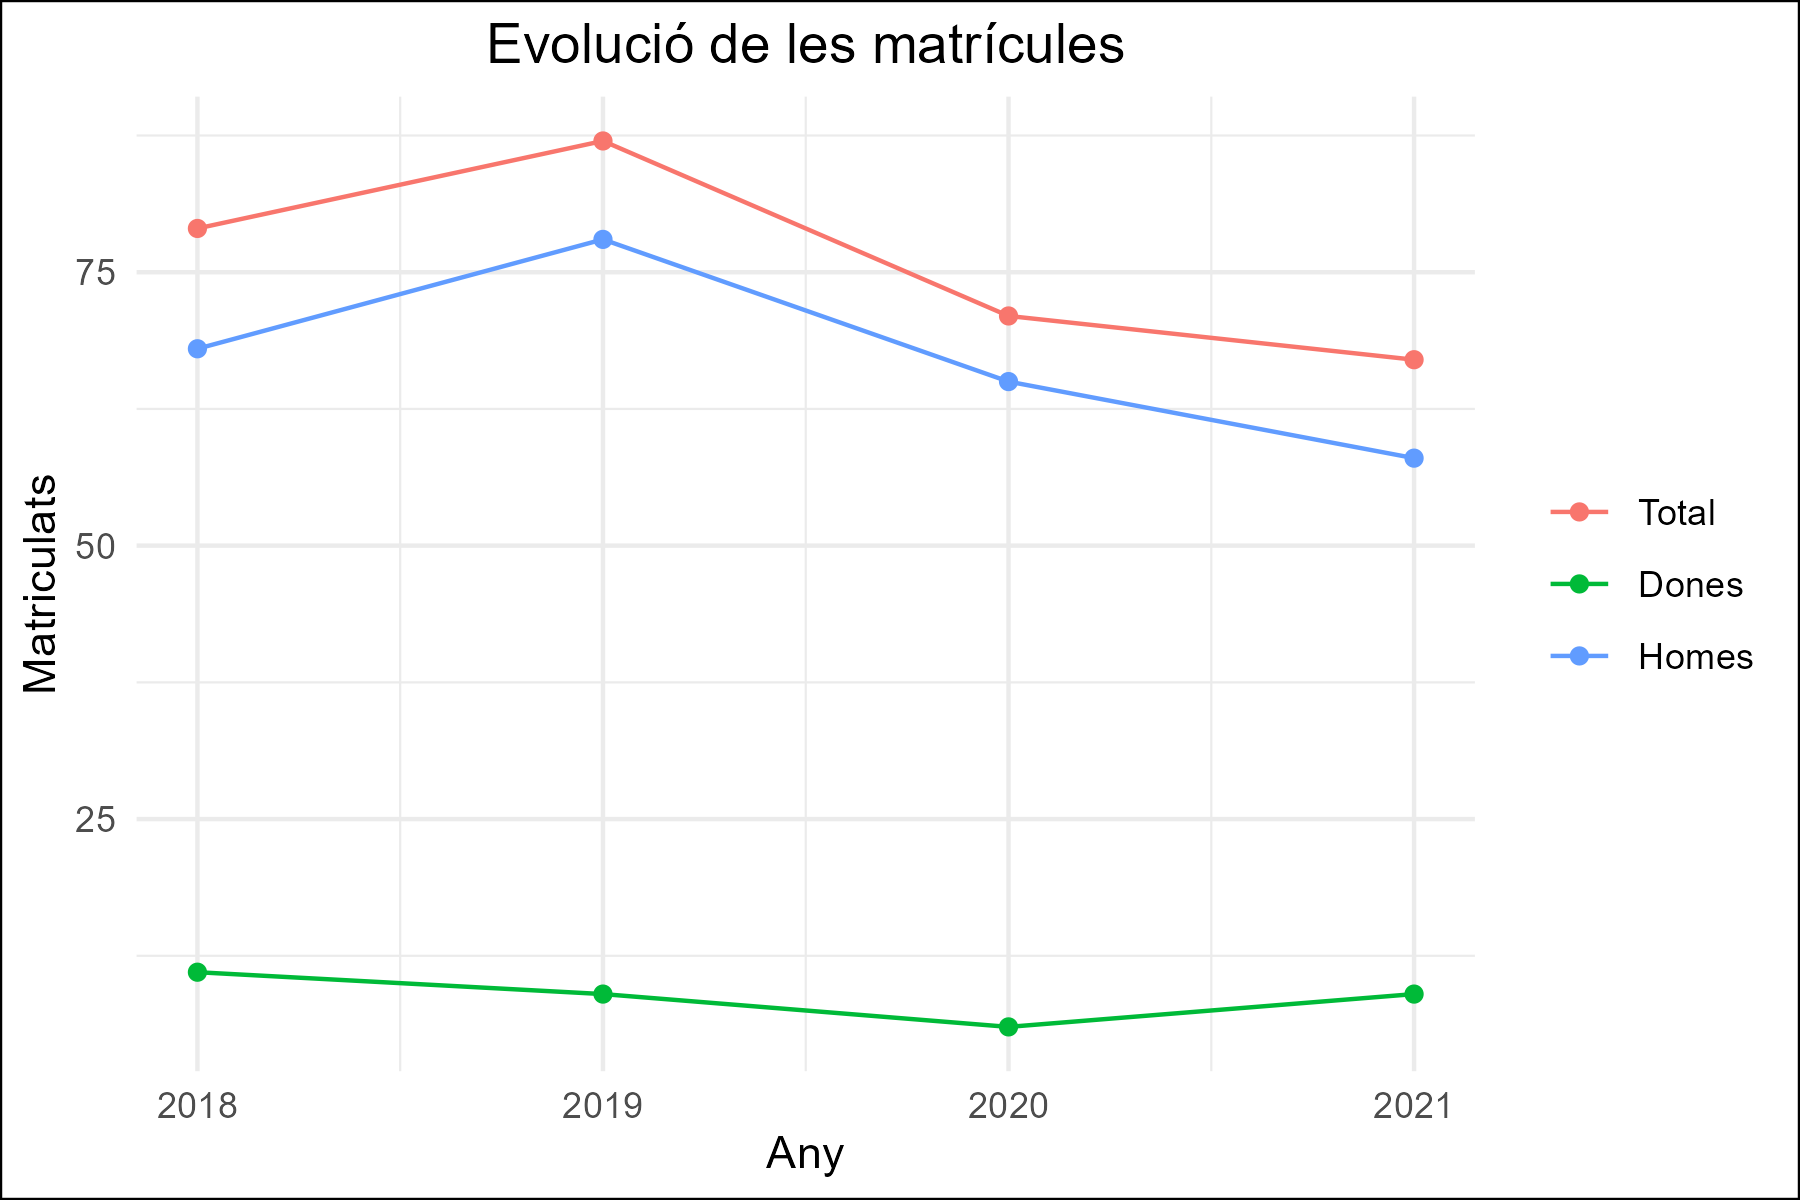 Evolució de les matrícules
Matriculats
75
50
25
2018 2019 2020 2021
Any
Total
Dones
Homes